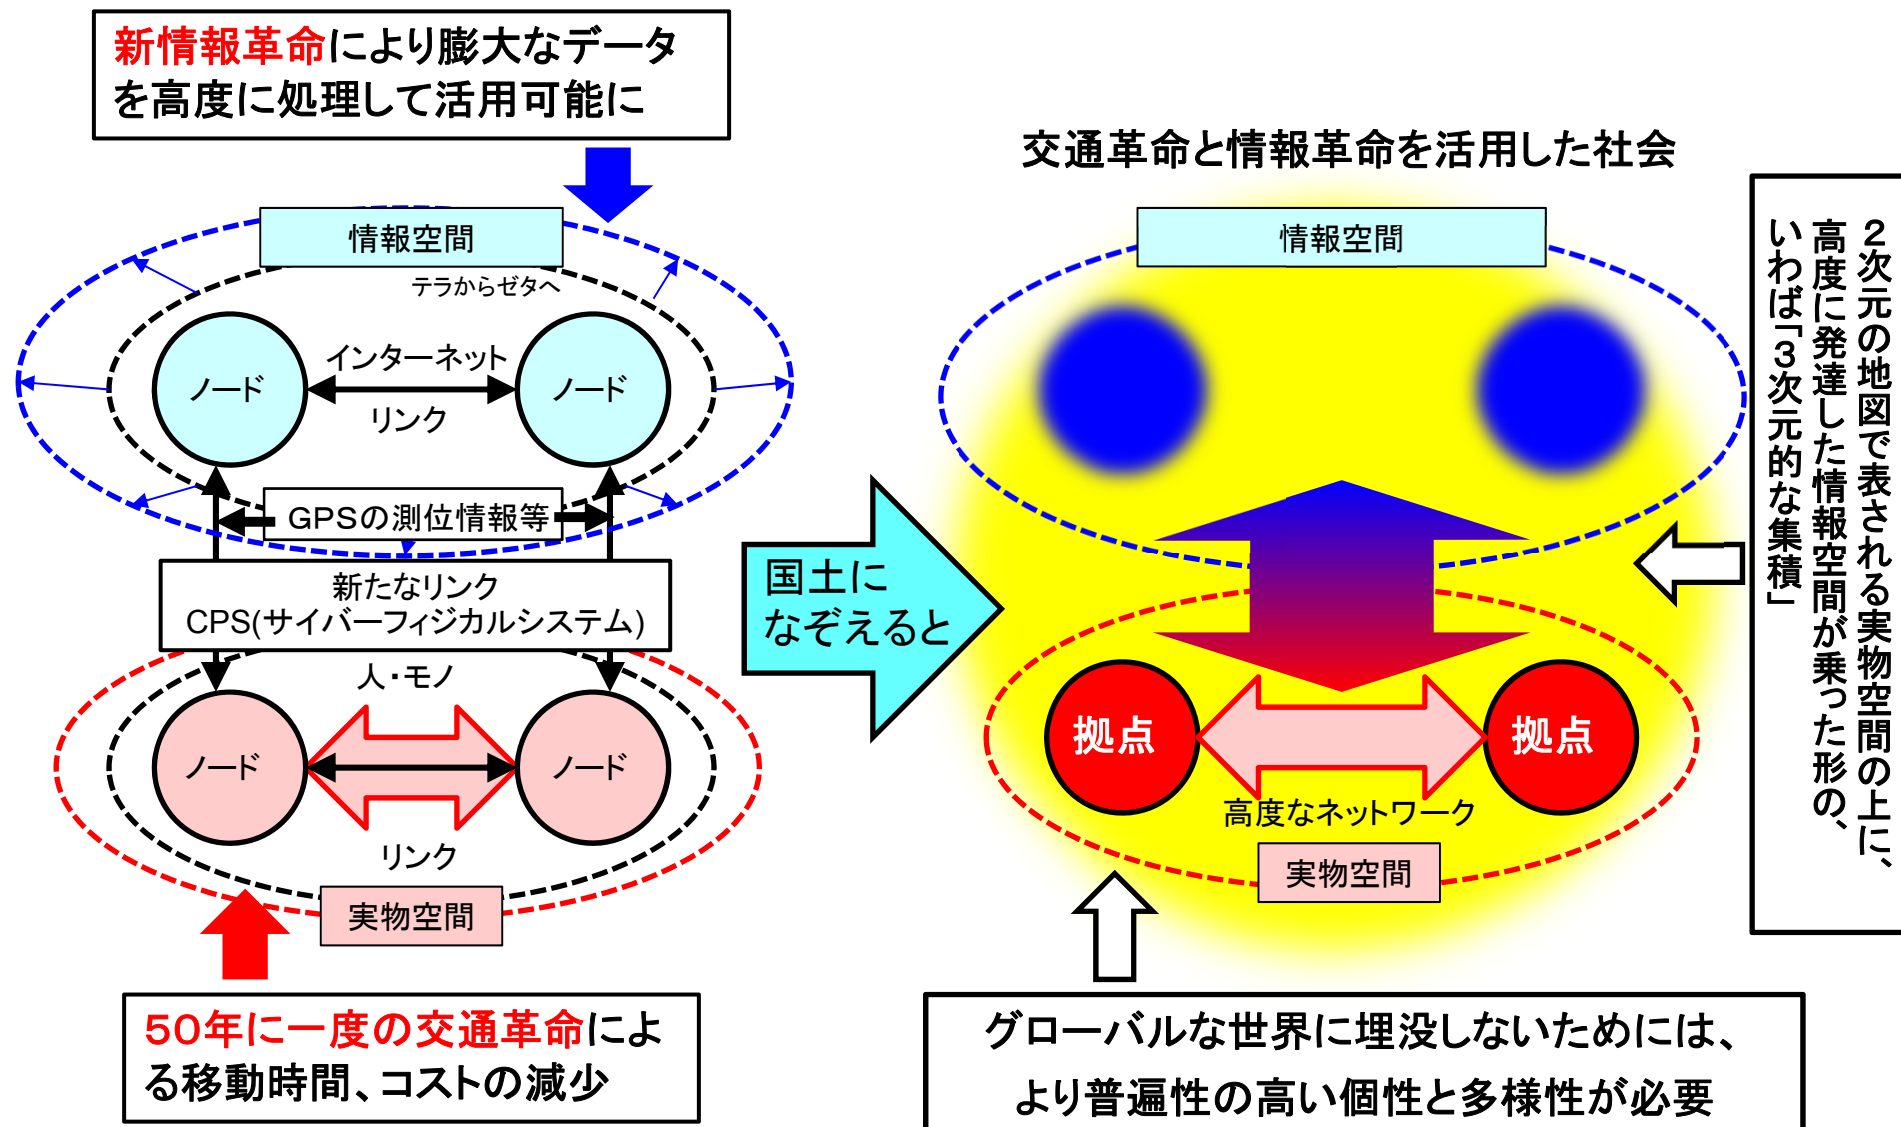 新情報革命により膨大なデータ
を高度に処理して活用可能に
情報空間
テラからゼタへ
ノード
インターネット
リンク
ノード
GPSの測位情報等
新たなリンク
CPS(サイバーフィジカルシステム)
人・モノ
ノード
ノード
リンク
実物空間
50年に一度の交通革命によ
る移動時間、コストの減少
国土に
なぞえると
交通革命と情報革命を活用した社会
情報空間
拠点
拠点
高度なネットワーク
実物空間
2次元の地図で表される実物空間の上に、
高度に発達した情報空間が乗った形の、
いわば「3次元的な集積」
グローバルな世界に埋没しないためには、
より普遍性の高い個性と多様性が必要